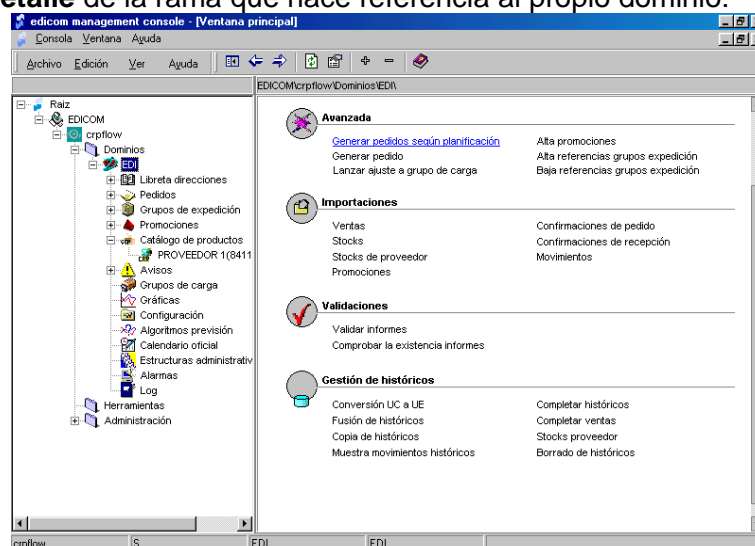 etalle de la rama que hace referencia al propio dominio.
edicom management console - [Ventana principal]
Consola Ventana Ayuda
Archivo Edición Ver Ayuda
EDICOM\crpflow\Dominios\EDI\
Raiz
EDICOM
crpflow
Dominios
EDI
Libreta direcciones
Pedidos
Grupos de expedición
Promociones
Catálogo de productos
PROVEEDOR 1(8411
Avisos
Grupos de carga
Gráficas
Configuración
Algoritmos previsión
Calendario oficial
Estructuras administrativ
Alarmas
Log
Herramientas
Administración
Avanzada
Generar pedidos según planificación Alta promociones
Generar pedido Alta referencias grupos expedición
Lanzar ajuste a grupo de carga Baja referencias grupos expedición
Importaciones
Ventas Confirmaciones de pedido
Stocks Confirmaciones de recepción
Stocks de proveedor Movimientos
Promociones
Validaciones
Validar informes
Comprobar la existencia informes
Gestión de históricos
Conversión UC a UE Completar históricos
Fusión de históricos Completar ventas
Copia de históricos Stocks proveedor
Muestra movimientos históricos Borrado de históricos
crpflow S EDI EDI